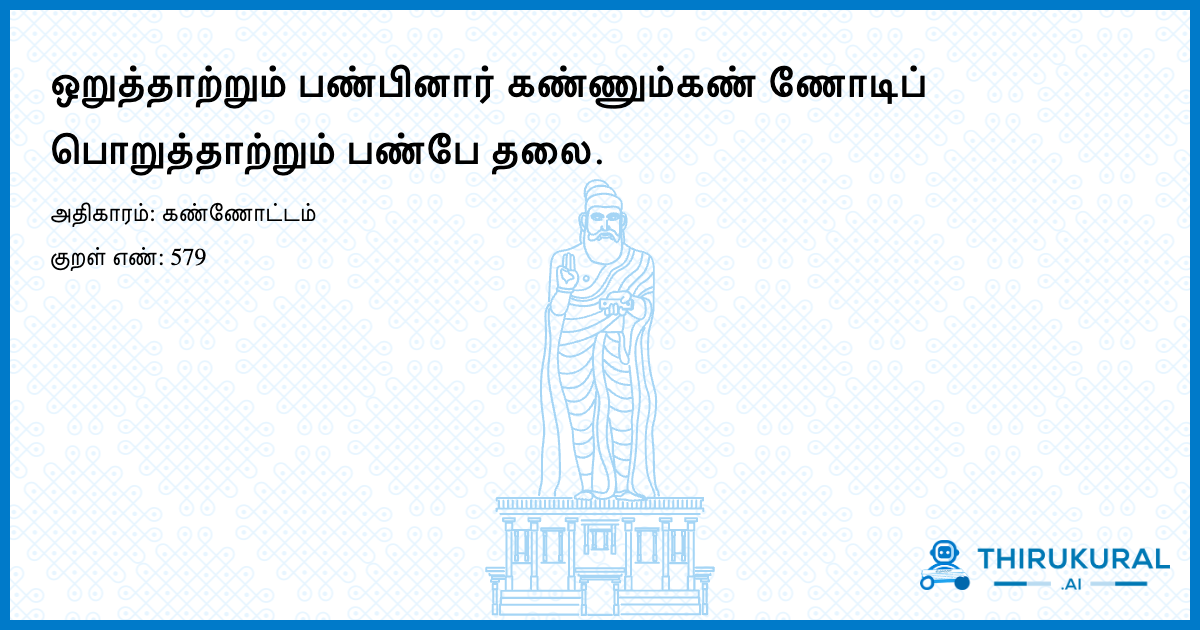 ஒறுத்தாற்றும் பண்பினார் கண்ணும்கண் ணோடிப்
பொறுத்தாற்றும் பண்பே தலை.
அதிகாரம்: கண்ணோட்டம்
குறள் எண்: 579
THIRUKURAL
.AI